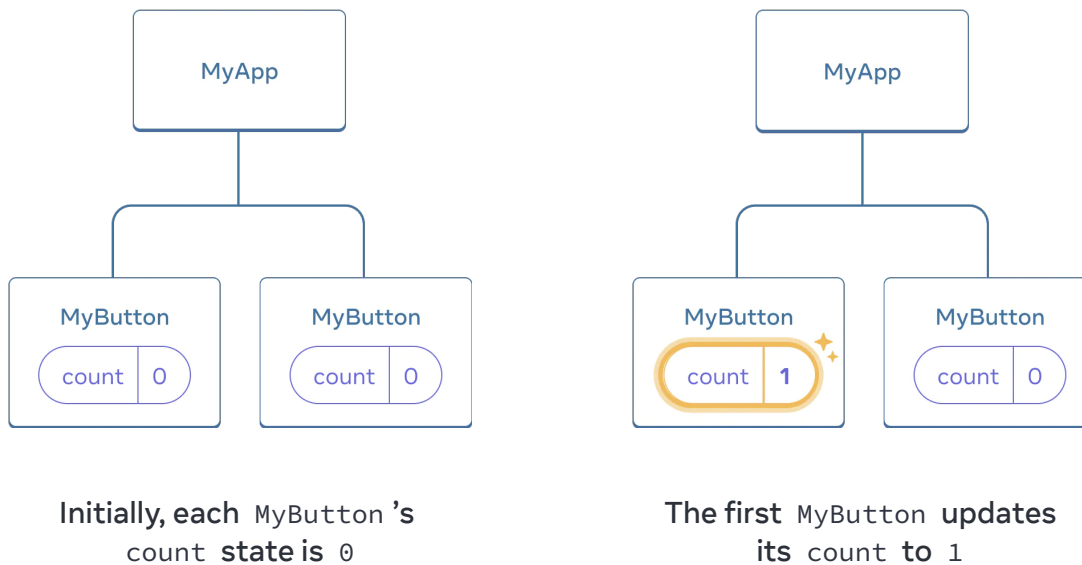 MyApp
MyButton
count 0
MyButton
count 0
Initially, each MyButton's
count state is 0
MyApp
MyButton
count 1
MyButton
count 0
The first MyButton updates
its count to 1